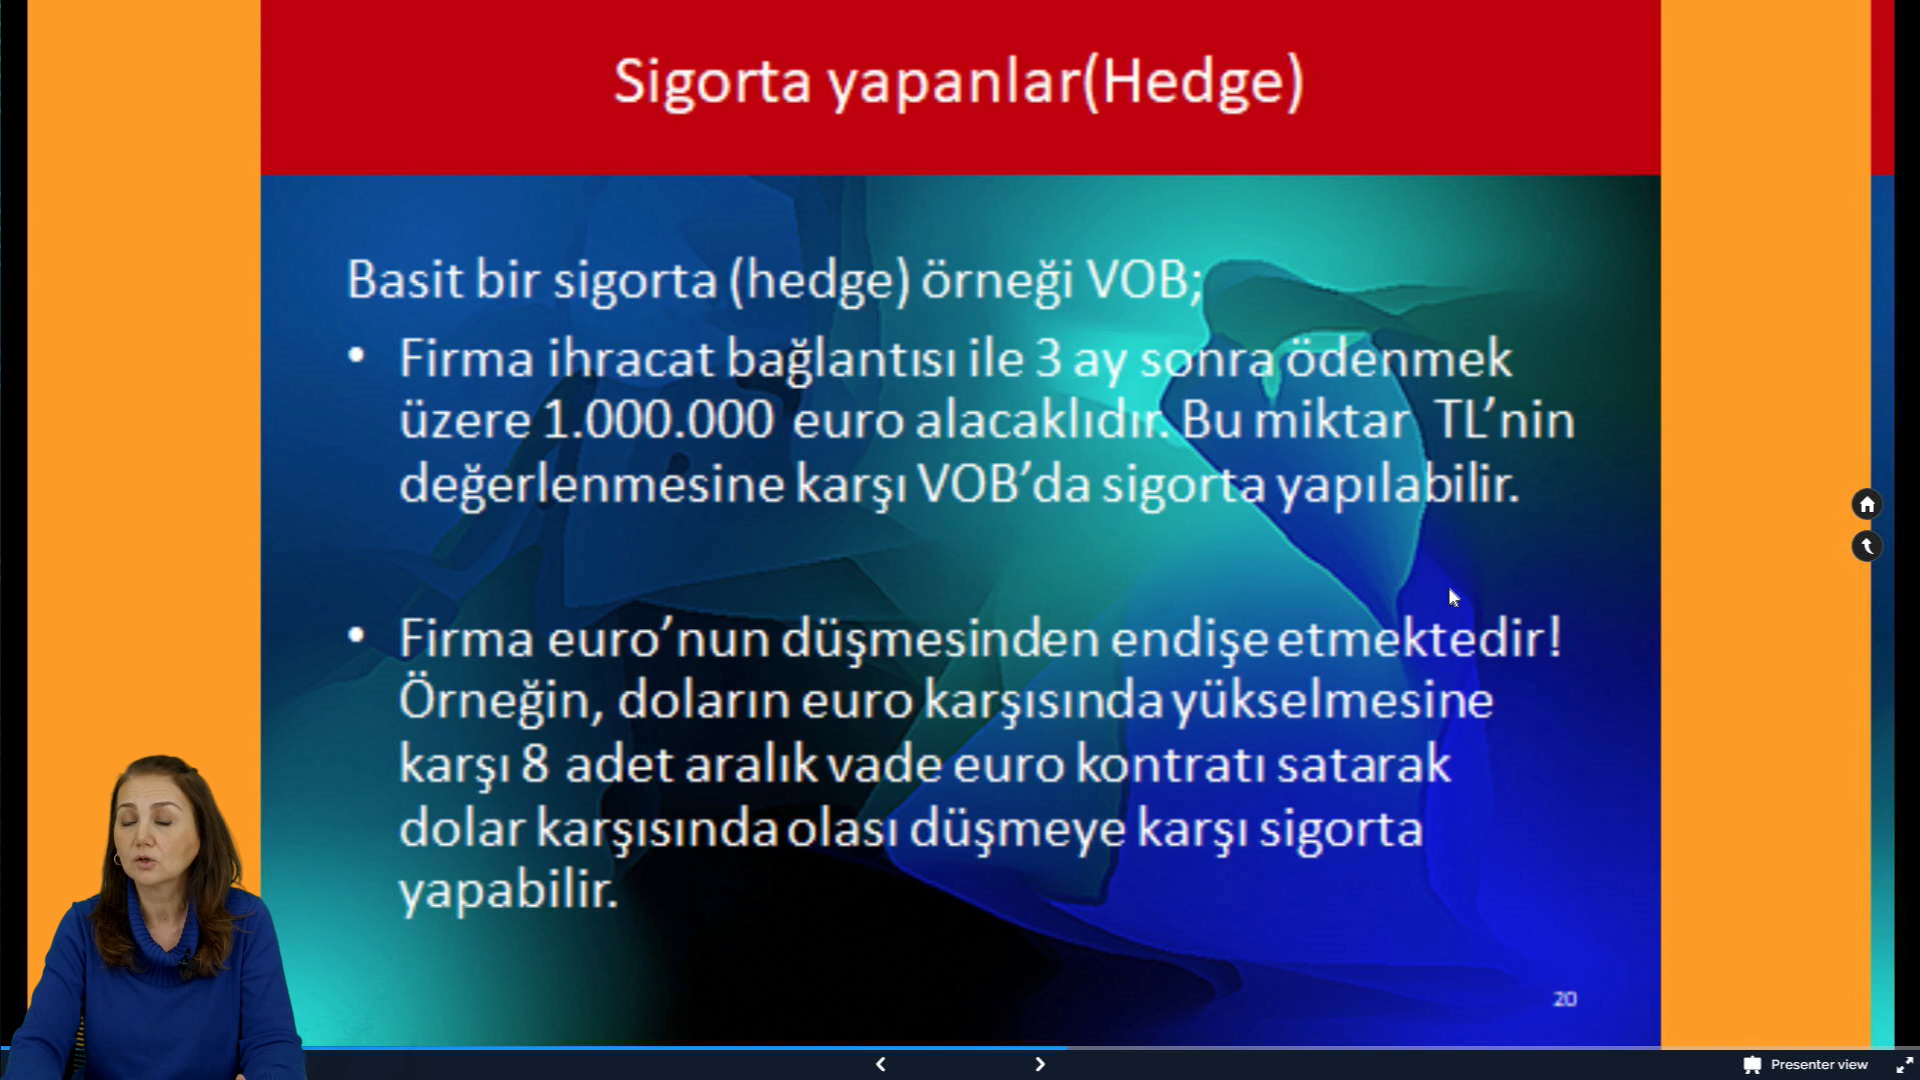 Sigorta yapanlar(Hedge)
Basit bir sigorta (hedge) örneği VOB;
• Firma ihracat bağlantısı ile 3 ay sonra ödenmek
üzere 1.000.000 euro alacaklıdır. Bu miktar TL’nin
değerlenmesine karşı VOB’da sigorta yapılabilir.
• Firma euro’nun düşmesinden endişe etmektedir!
Örneğin, doların euro karşısında yükselmesine
karşı 8 adet aralık vade euro kontratı satarak
dolar karşısında olası düşmeye karşı sigorta
yapabilir.
20
Presenter view